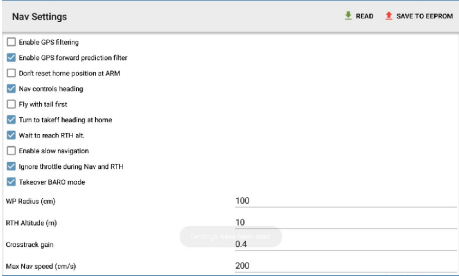 Nav Settings READ SAVE TO EEPROM
Enable GPS filtering
Enable GPS forward prediction filter
Don't reset home position at ARM
Nav controls heading
Fly with tail first
Turn to takeff heading at home
Wait to reach RTH alt.
Enable slow navigation
Ignore throttle during Nav and RTH
Takeover BARO mode
WP Radius (cm) 100
RTH Altitude (m) 10
Crosstrack gain 0.4
Max Nav speed (cm/s) 200